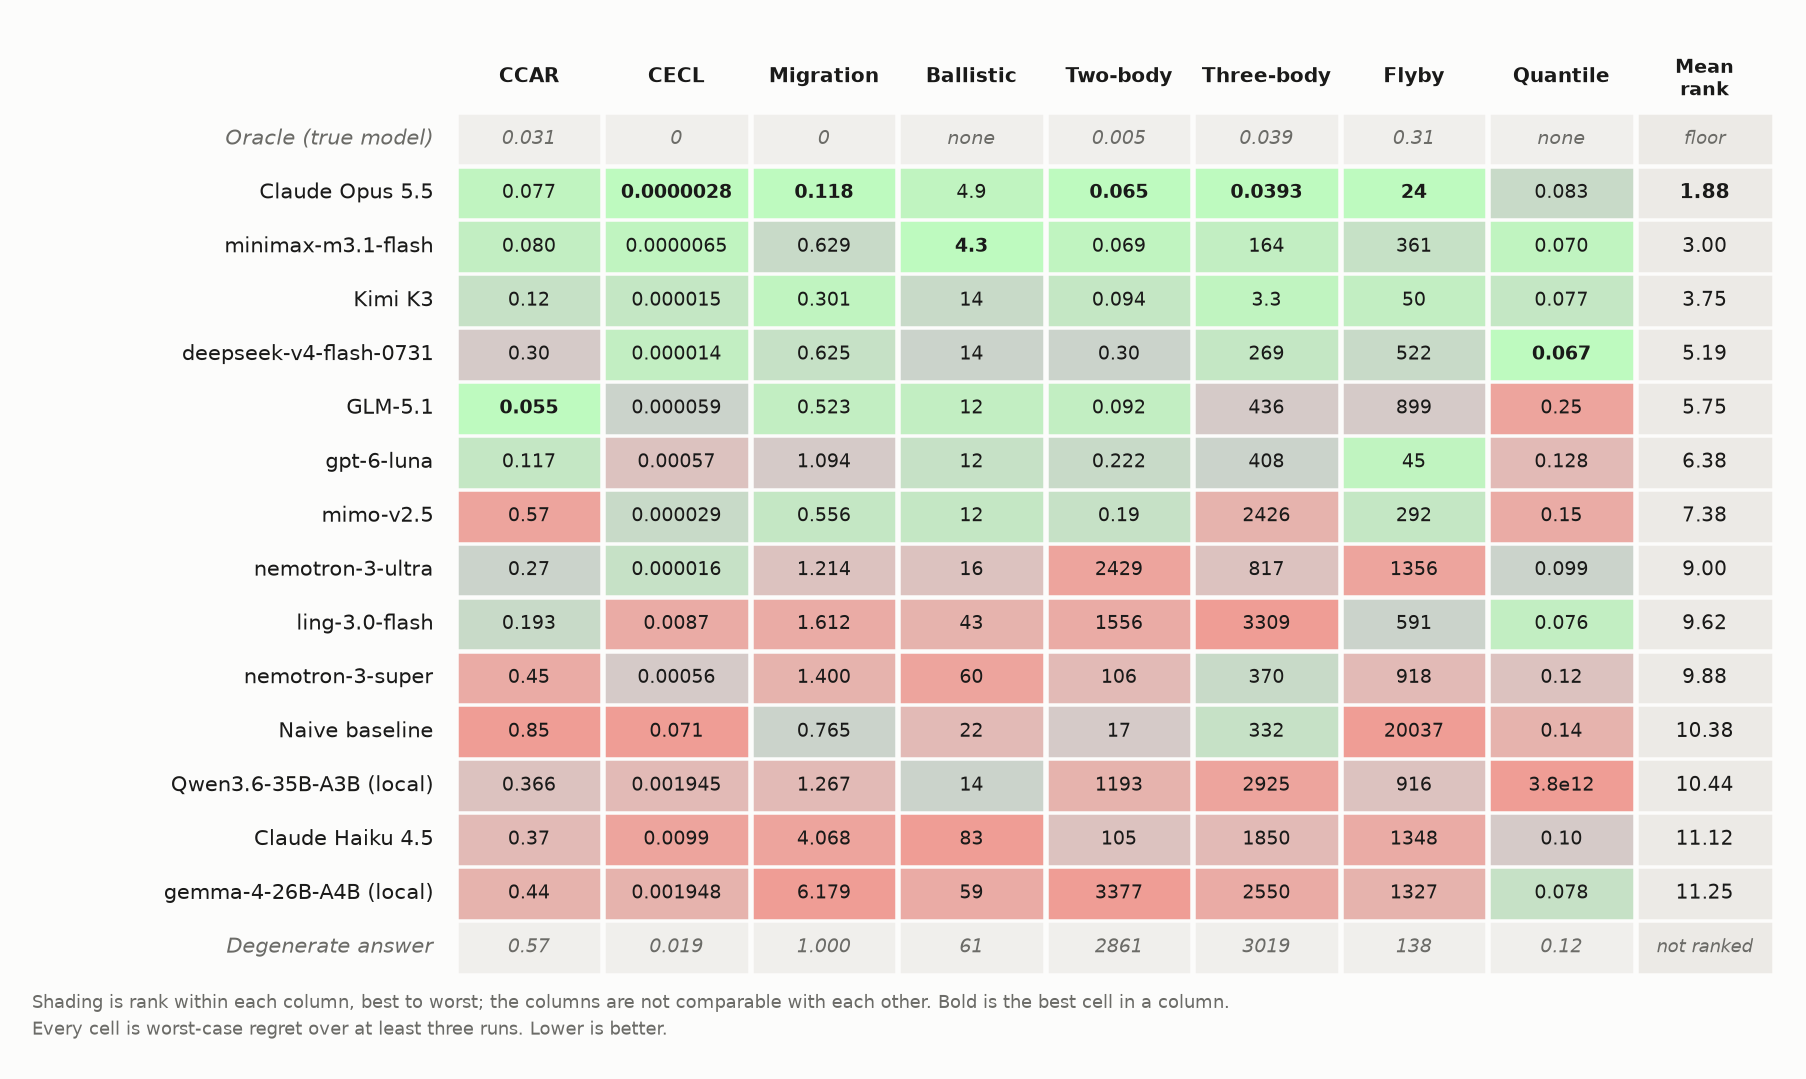 CCAR CECL Migration Ballistic Two-body Three-body Flyby Quantile Mean rank
Oracle (true model) 0.031 0 0 none 0.005 0.039 0.31 none floor
Claude Opus 5.5 0.077 0.0000028 0.118 4.9 0.065 0.0393 24 0.083 1.88
minimax-m3.1-flash 0.080 0.0000065 0.629 4.3 0.069 164 361 0.070 3.00
Kimi K3 0.12 0.000015 0.301 14 0.094 3.3 50 0.077 3.75
deepseek-v4-flash-0731 0.30 0.000014 0.625 14 0.30 269 522 0.067 5.19
GLM-5.1 0.055 0.000059 0.523 12 0.092 436 899 0.25 5.75
gpt-6-luna 0.117 0.00057 1.094 12 0.222 408 45 0.128 6.38
mimo-v2.5 0.57 0.000029 0.556 12 0.19 2426 292 0.15 7.38
nemotron-3-ultra 0.27 0.000016 1.214 16 2429 817 1356 0.099 9.00
ling-3.0-flash 0.193 0.0087 1.612 43 1556 3309 591 0.076 9.62
nemotron-3-super 0.45 0.00056 1.400 60 106 370 918 0.12 9.88
Naive baseline 0.85 0.071 0.765 22 17 332 20037 0.14 10.38
Qwen3.6-35B-A3B (local) 0.366 0.001945 1.267 14 1193 2925 916 3.8e12 10.44
Claude Haiku 4.5 0.37 0.0099 4.068 83 105 1850 1348 0.10 11.12
gemma-4-26B-A4B (local) 0.44 0.001948 6.179 59 3377 2550 1327 0.078 11.25
Degenerate answer 0.57 0.019 1.000 61 2861 3019 138 0.12 not ranked
Shading is rank within each column, best to worst; the columns are not comparable with each other. Bold is the best cell in a column.
Every cell is worst-case regret over at least three runs. Lower is better.